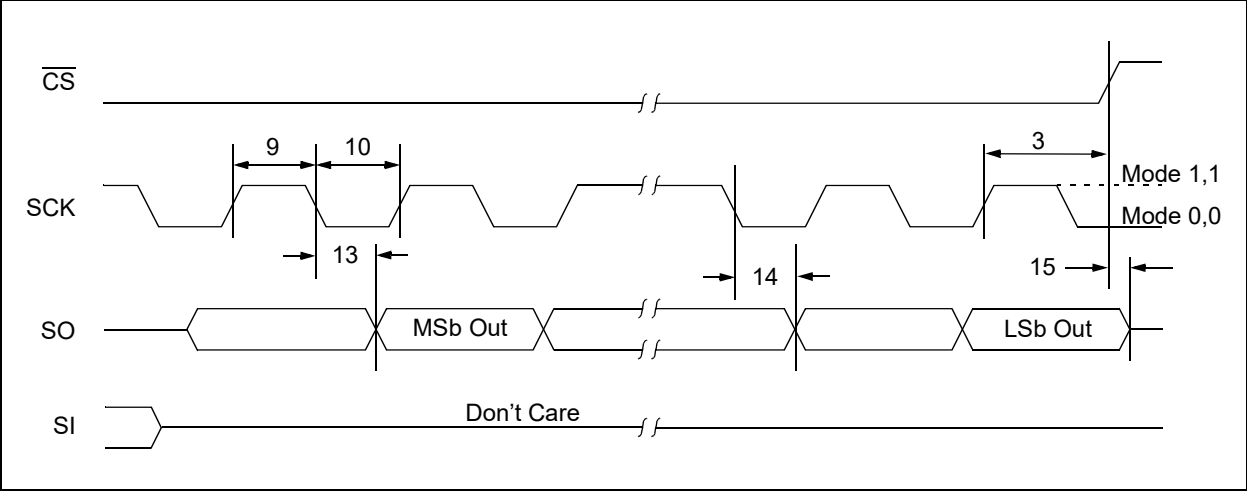 CS
9
10
3
SCK
Mode 1,1
Mode 0,0
13
14
15
SO
MSb Out
LSb Out
SI
Don't Care